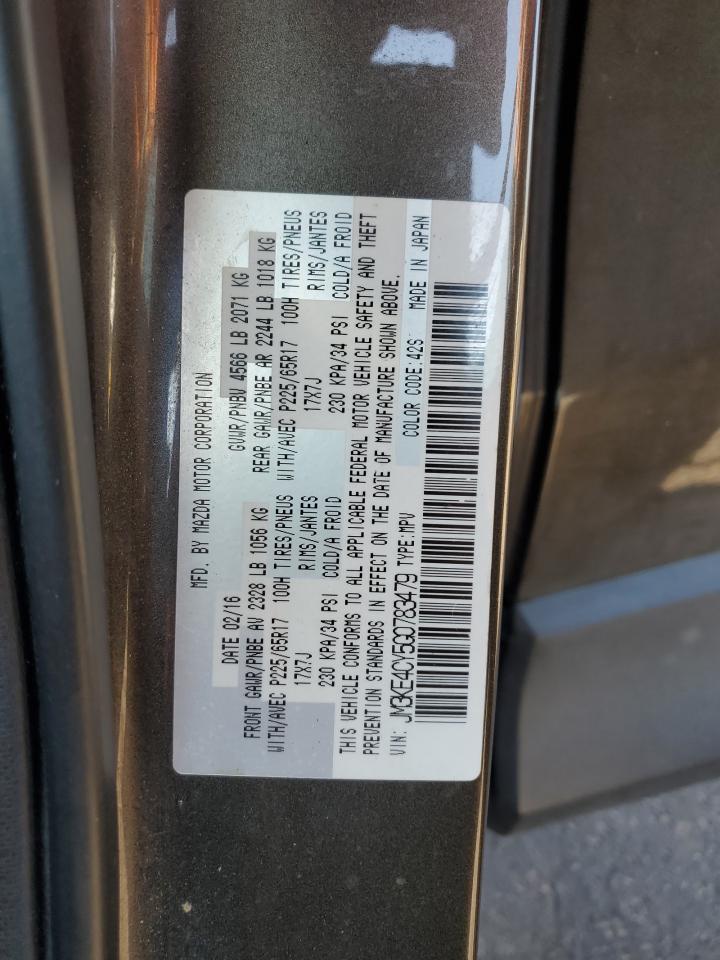 MFD. BY MAZDA MOTOR CORPORATION
DATE 02/16 GVWR/PNBV 4566 LB 2071 KG
FRONT GAWR/PNBE AV 2328 LB 1056 KG REAR GAWR/PNBE AR 2244 LB 1018 KG
WITH/AVEC P225/65R17 100H TIRES/PNEUS WITH/AVEC P225/65R17 100H TIRES/PNEUS
17X7J RIMS/JANTES 17X7J RIMS/JANTES
230 KPA/34 PSI COLD/A FROID 230 KPA/34 PSI COLD/A FROID
THIS VEHICLE CONFORMS TO ALL APPLICABLE FEDERAL MOTOR VEHICLE SAFETY AND THEFT
PREVENTION STANDARDS IN EFFECT ON THE DATE OF MANUFACTURE SHOWN ABOVE.
VIN: JM3KE4CY5G0783479 TYPE:MPV COLOR CODE:42S MADE IN JAPAN